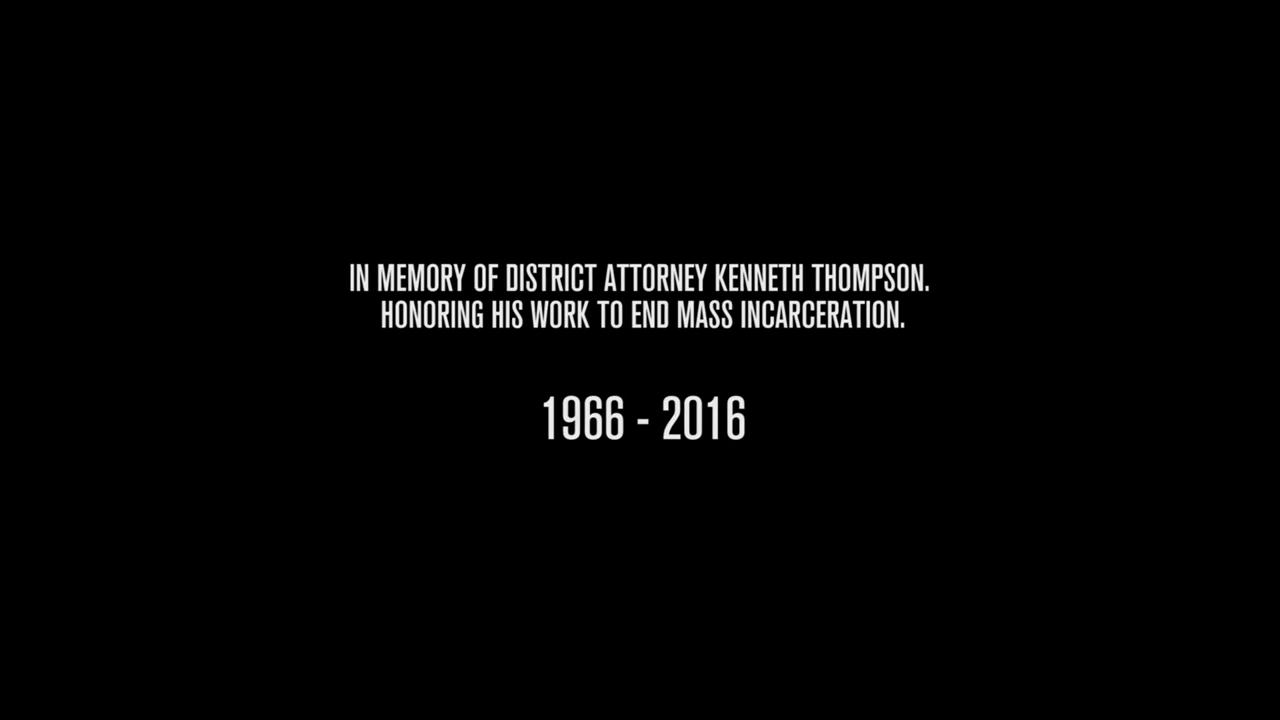 IN MEMORY OF DISTRICT ATTORNEY KENNETH THOMPSON.
HONORING HIS WORK TO END MASS INCARCERATION.
1966 - 2016